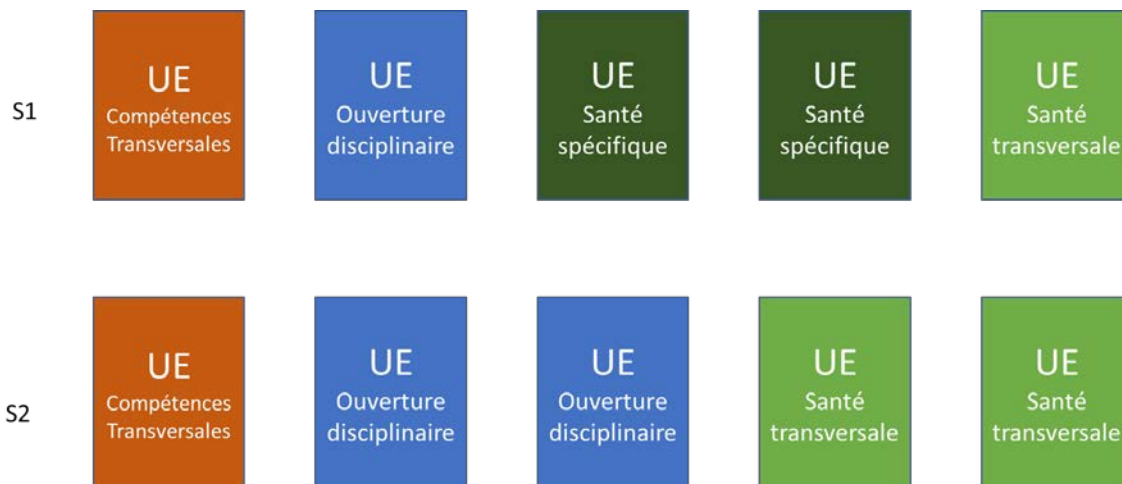 S1
UE
Compétences
Transversales
UE
Ouverture
disciplinaire
UE
Santé
spécifique
UE
Santé
spécifique
UE
Santé
transversale
S2
UE
Compétences
Transversales
UE
Ouverture
disciplinaire
UE
Ouverture
disciplinaire
UE
Santé
transversale
UE
Santé
transversale